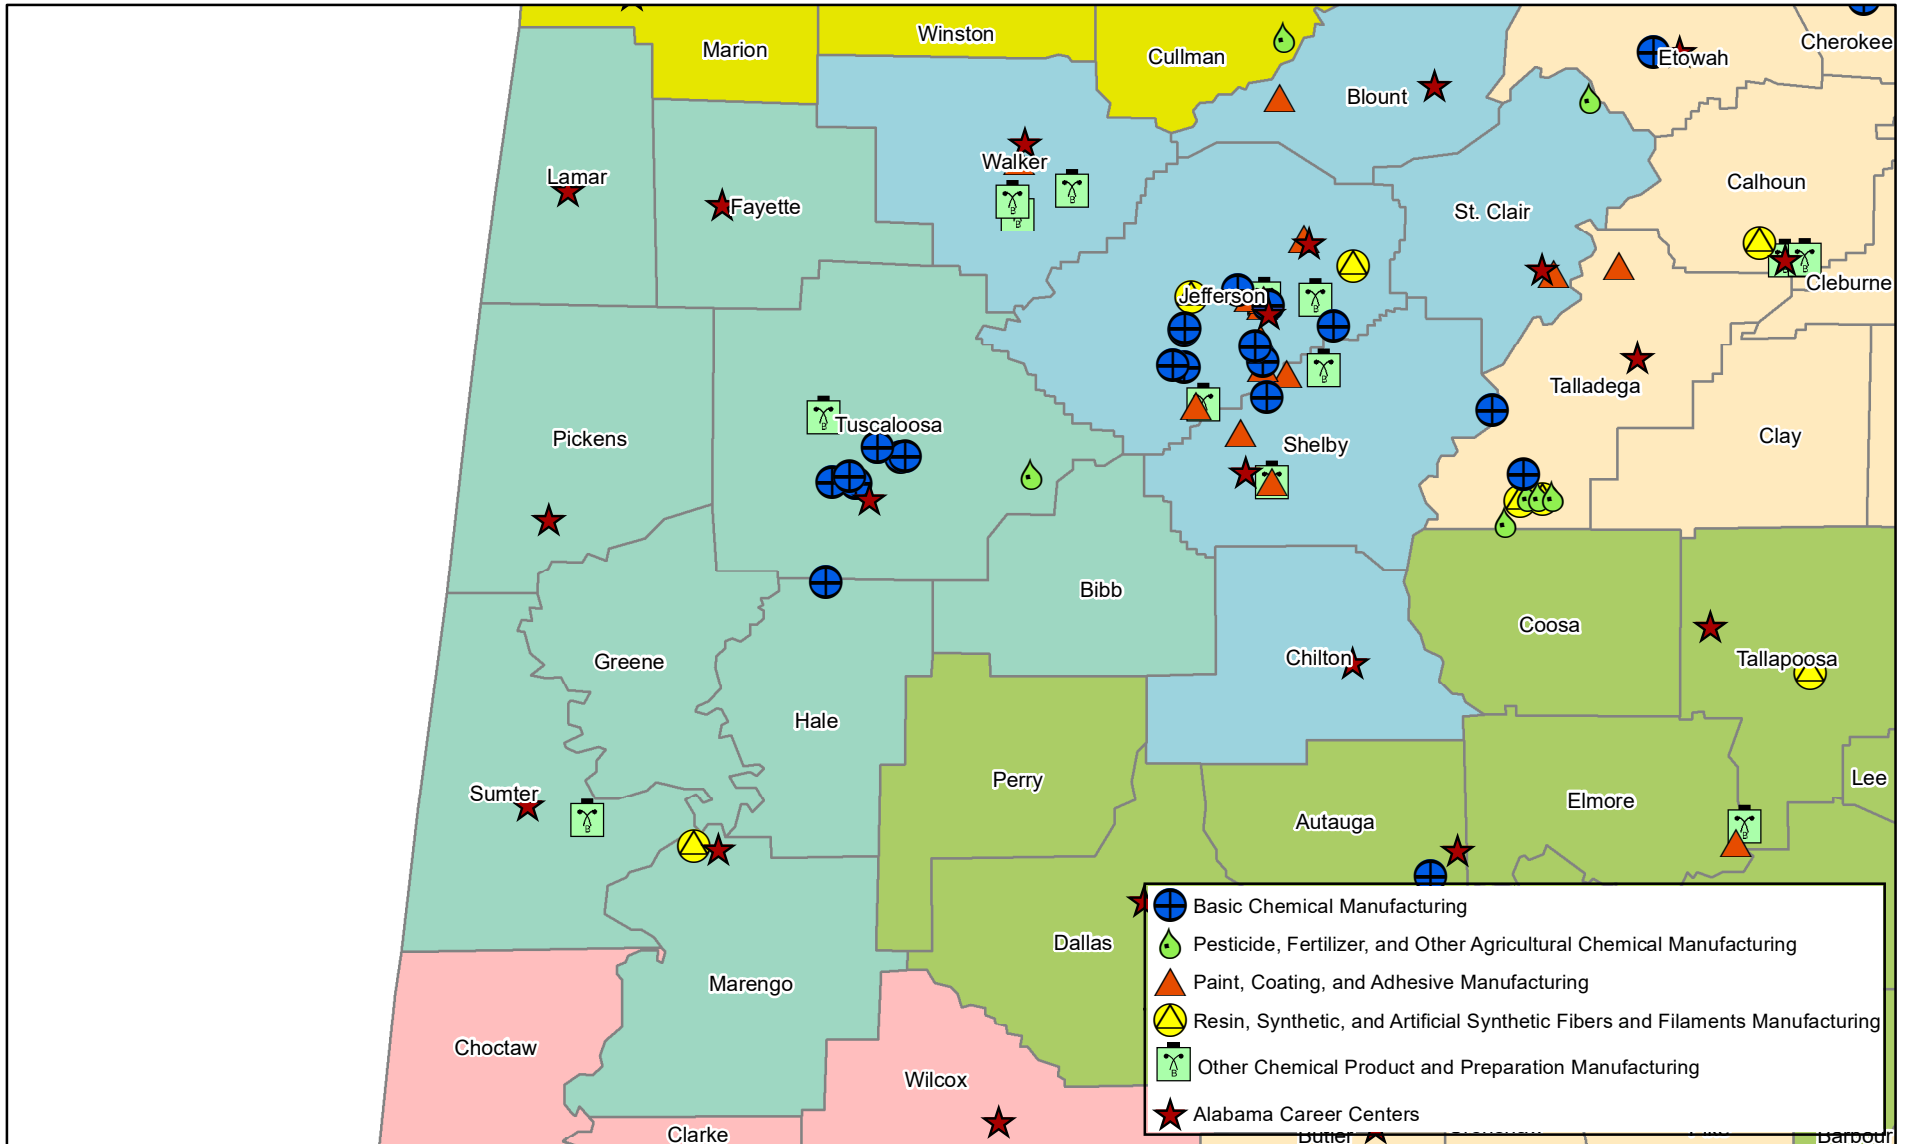 Winston
Cherokee
Marion
Cullman
Etowah
Blount
Walker
Lamar
Calhoun
Fayette
St. Clair
Cleburne
Jefferson
Talladega
Tuscaloosa
Pickens
Clay
Shelby
Bibb
Coosa
Greene
Chilton
Tallapoosa
Hale
Perry
Lee
Sumter
Elmore
Autauga
Dallas
Marengo
Choctaw
Wilcox
Clarke
Butler
Barbour
Basic Chemical Manufacturing
Pesticide, Fertilizer, and Other Agricultural Chemical Manufacturing
Paint, Coating, and Adhesive Manufacturing
Resin, Synthetic, and Artificial Synthetic Fibers and Filaments Manufacturing
Other Chemical Product and Preparation Manufacturing
Alabama Career Centers